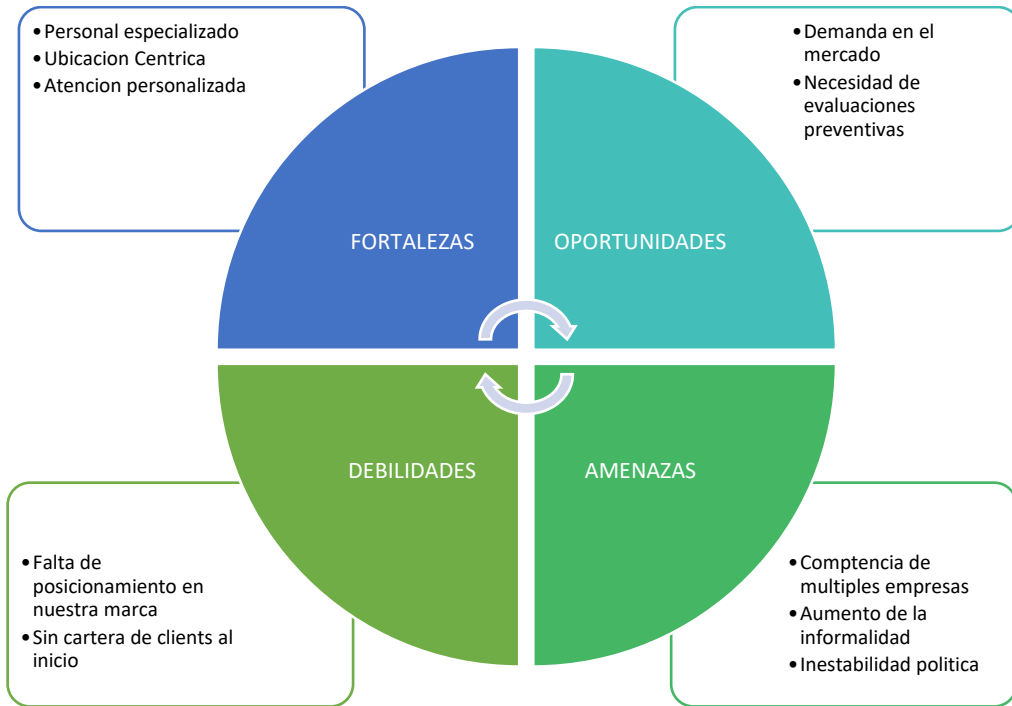 •Personal especializado
•Ubicacion Centrica
•Atencion personalizada
•Demanda en el
mercado
•Necesidad de
evaluaciones
preventivas
FORTALEZAS
OPORTUNIDADES
DEBILIDADES
AMENAZAS
•Falta de
posicionamiento en
nuestra marca
•Sin cartera de clients al
inicio
•Comptencia de
multiples empresas
•Aumento de la
informalidad
•Inestabilidad politica